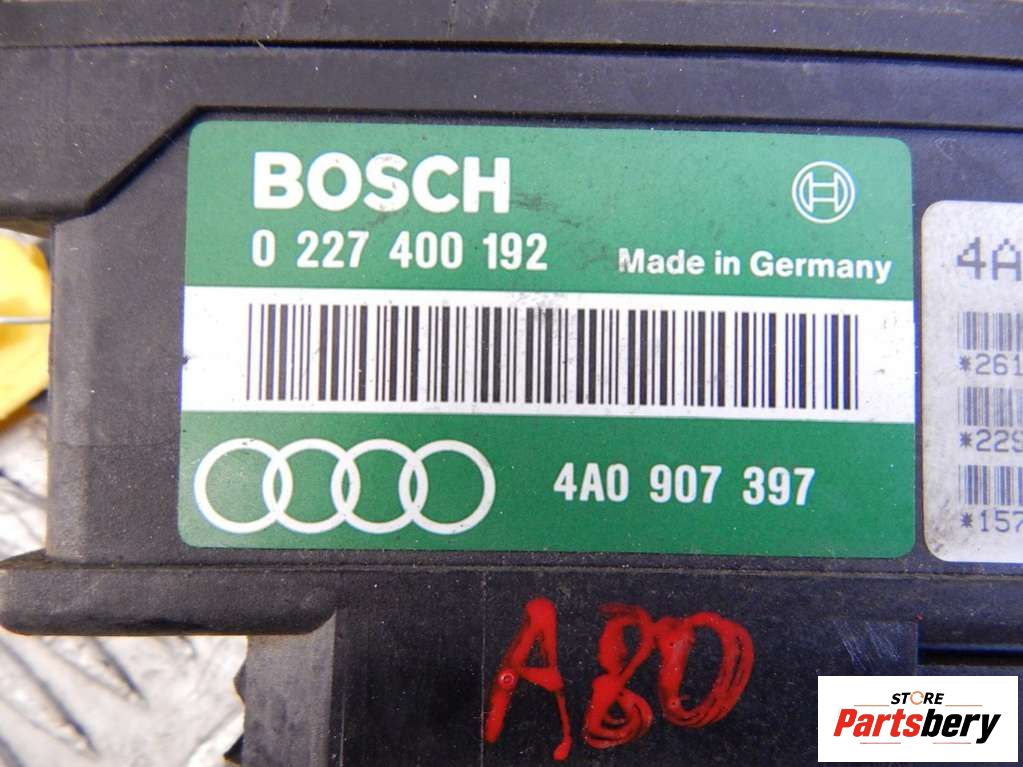 BOSCH
0 227 400 192
Made in Germany
4A0 907 397
4A
*261
*229
*157
A80
STORE
Partsbery